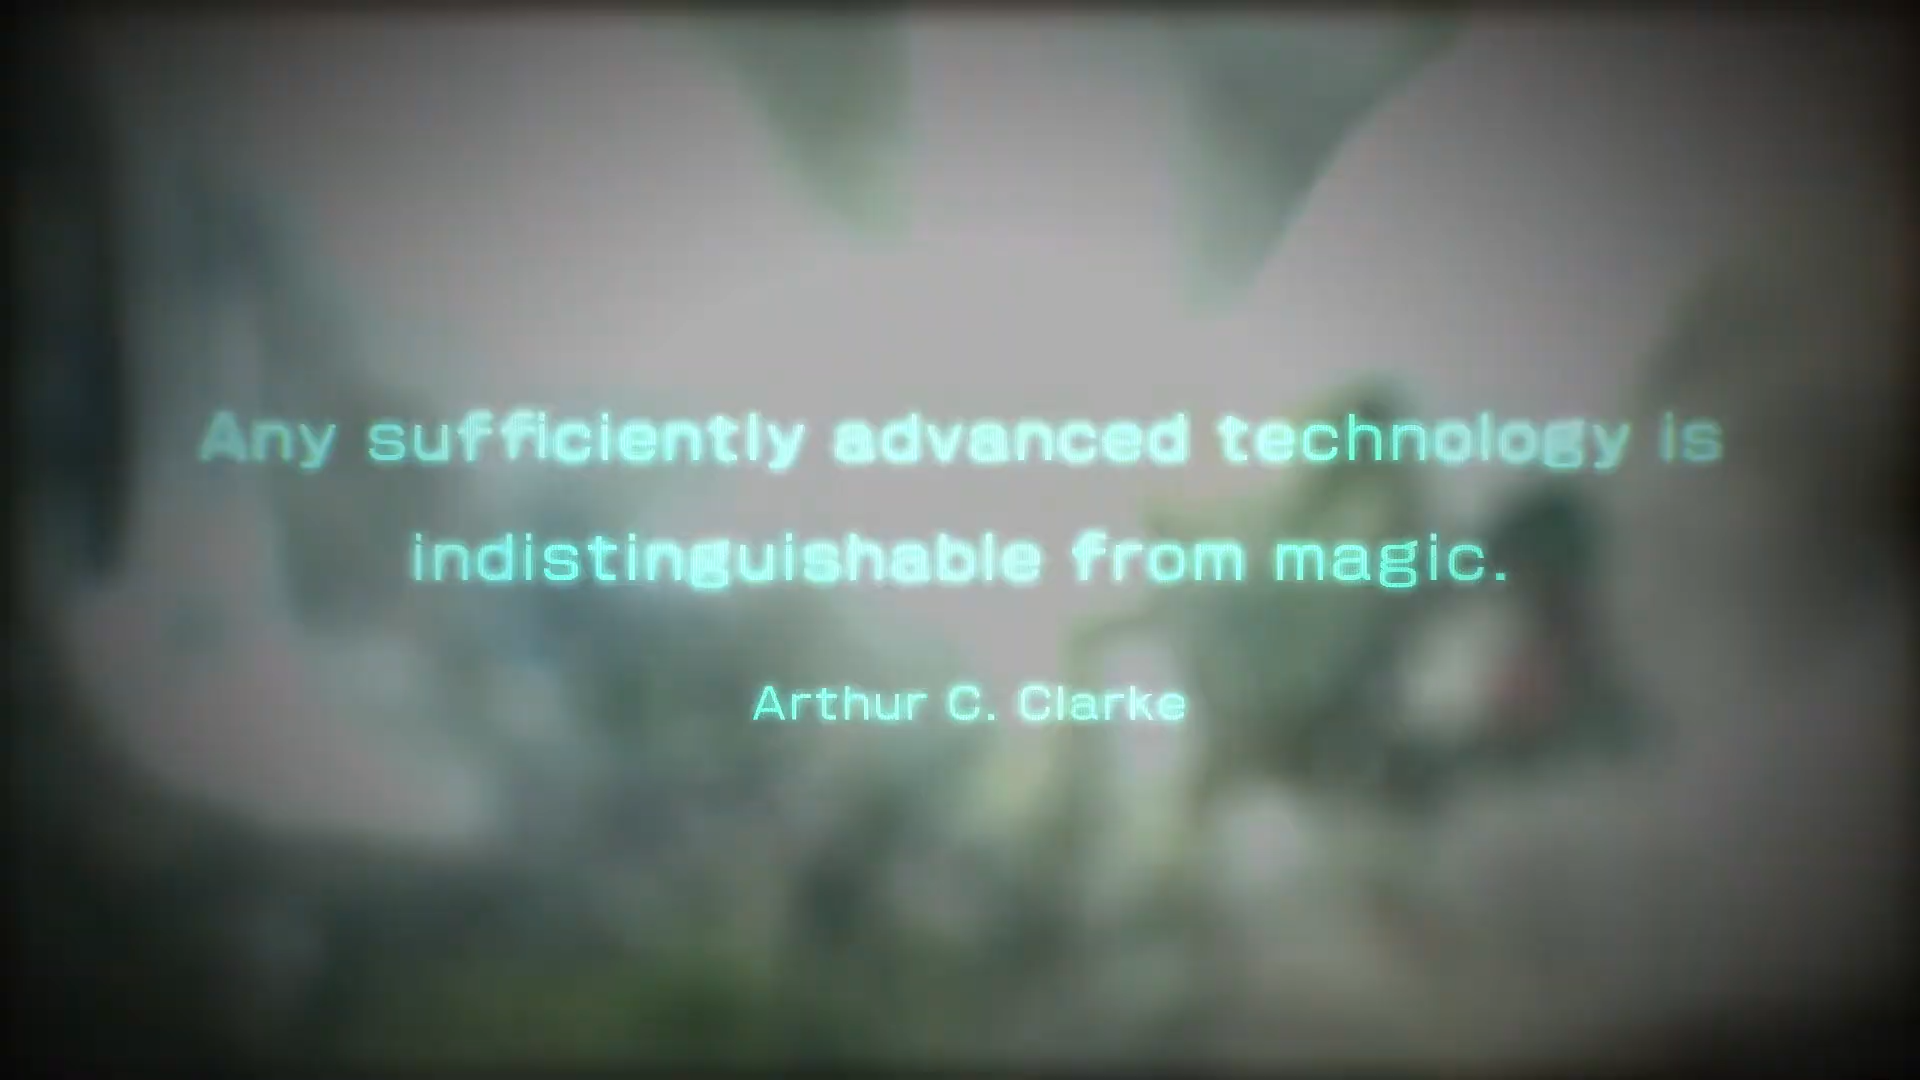 Any sufficiently advanced technology is
indistinguishable from magic.
Arthur C. Clarke